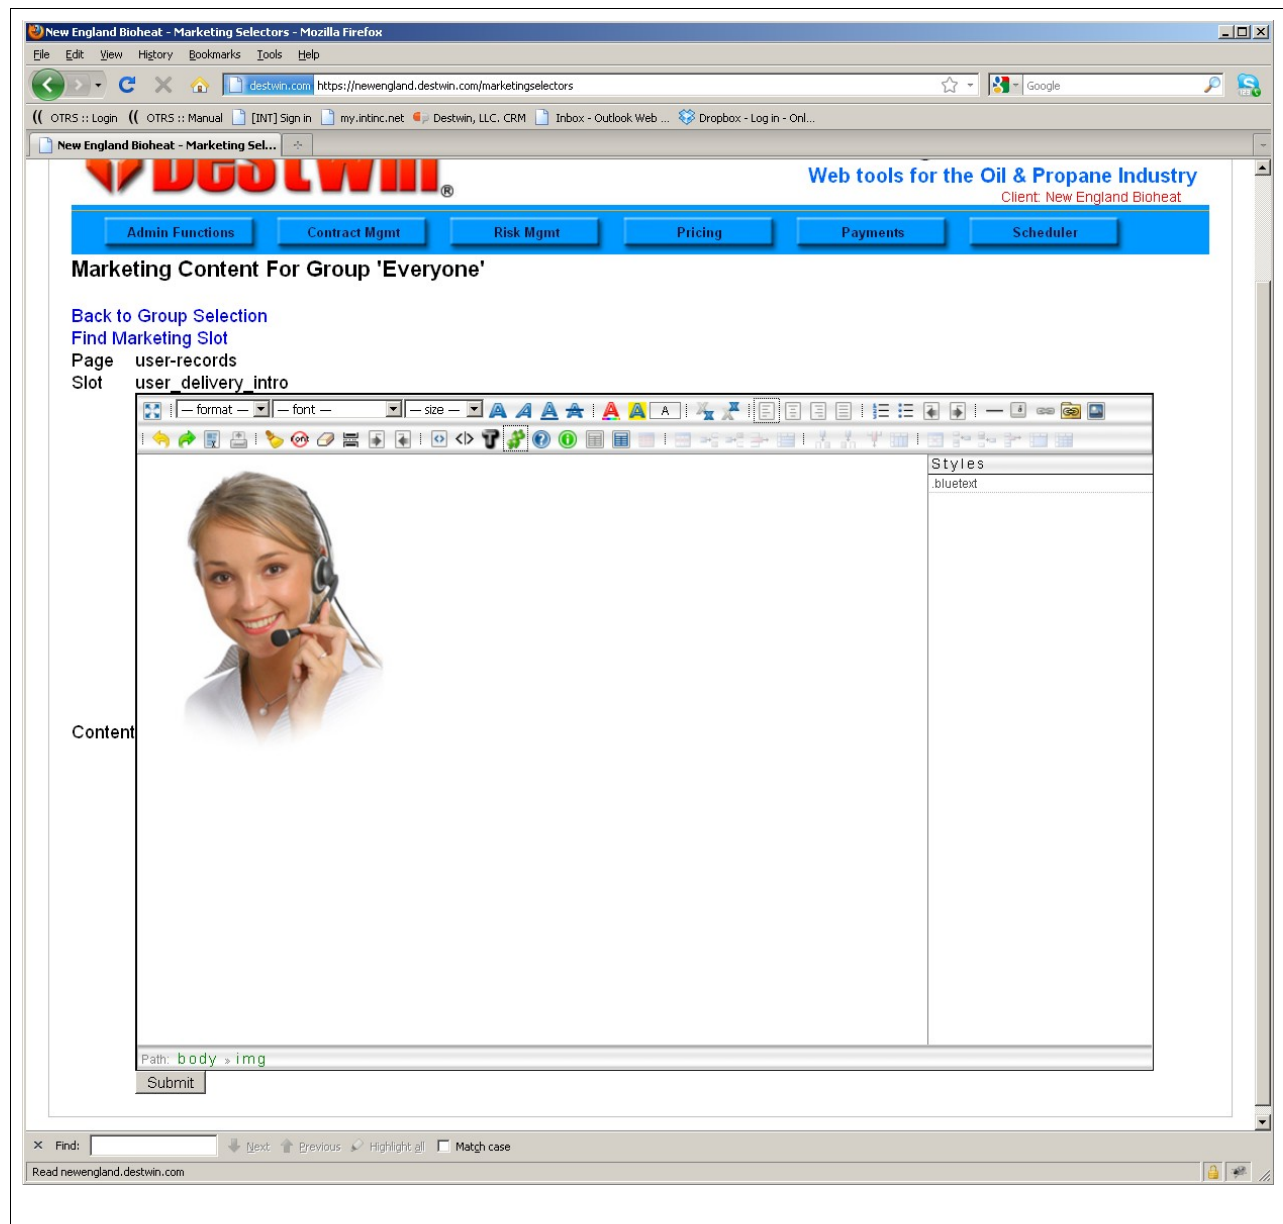 New England Bioheat - Marketing Selectors - Mozilla Firefox
File Edit View History Bookmarks Tools Help
destwin.com https://newengland.destwin.com/marketingselectors Google
OTRS :: Login OTRS :: Manual [INT] Sign in my.intinc.net Destwin, LLC. CRM Inbox - Outlook Web ... Dropbox - Log in - Onl...
New England Bioheat - Marketing Sel...
Destwin®
Web tools for the Oil & Propane Industry
Client: New England Bioheat
Admin Functions Contract Mgmt Risk Mgmt Pricing Payments Scheduler
Marketing Content For Group 'Everyone'
Back to Group Selection
Find Marketing Slot
Page user-records
Slot user_delivery_intro
— format — — font — — size —
Styles
.bluetext
Content
Path: body » img
Submit
× Find: Next Previous Highlight all Match case
Read newengland.destwin.com